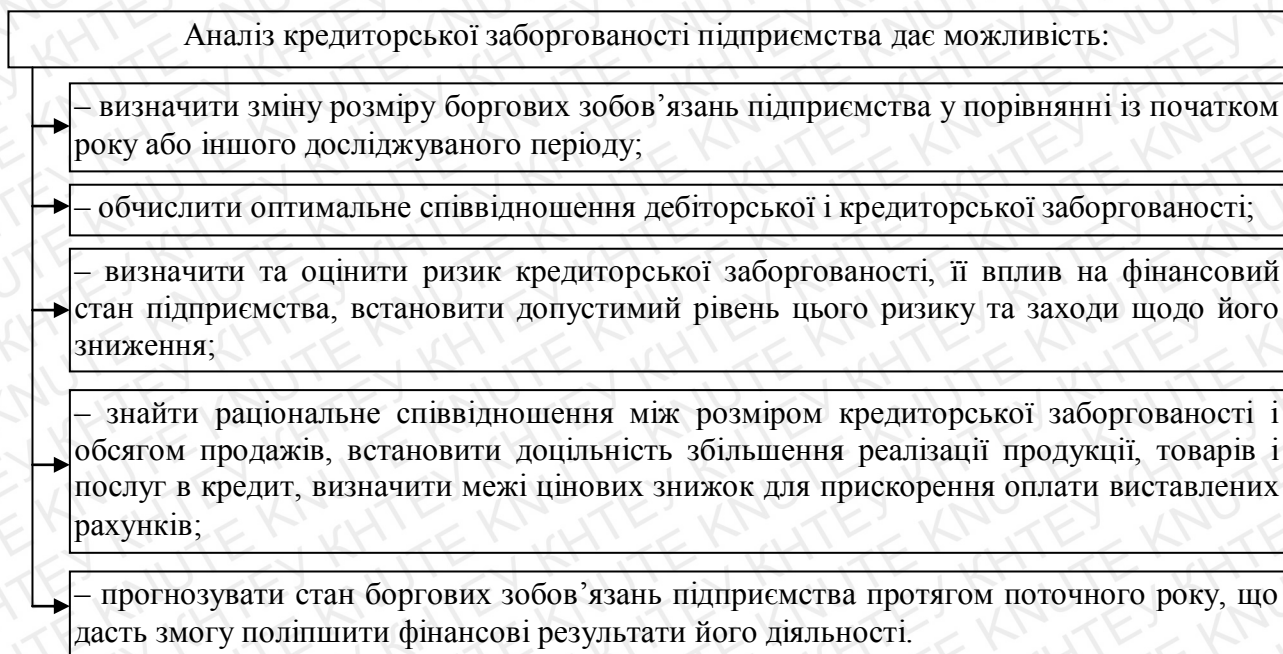 Аналіз кредиторської заборгованості підприємства дає можливість:
– визначити зміну розміру боргових зобов’язань підприємства у порівнянні із початком
року або іншого досліджуваного періоду;
– обчислити оптимальне співвідношення дебіторської і кредиторської заборгованості;
– визначити та оцінити ризик кредиторської заборгованості, її вплив на фінансовий
стан підприємства, встановити допустимий рівень цього ризику та заходи щодо його
зниження;
– знайти раціональне співвідношення між розміром кредиторської заборгованості і
обсягом продажів, встановити доцільність збільшення реалізації продукції, товарів і
послуг в кредит, визначити межі цінових знижок для прискорення оплати виставлених
рахунків;
– прогнозувати стан боргових зобов’язань підприємства протягом поточного року, що
дасть змогу поліпшити фінансові результати його діяльності.